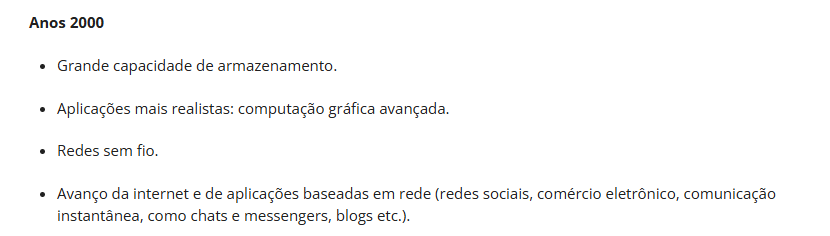 Anos 2000
• Grande capacidade de armazenamento.
• Aplicações mais realistas: computação gráfica avançada.
• Redes sem fio.
• Avanço da internet e de aplicações baseadas em rede (redes sociais, comércio eletrônico, comunicação
instantânea, como chats e messengers, blogs etc.).